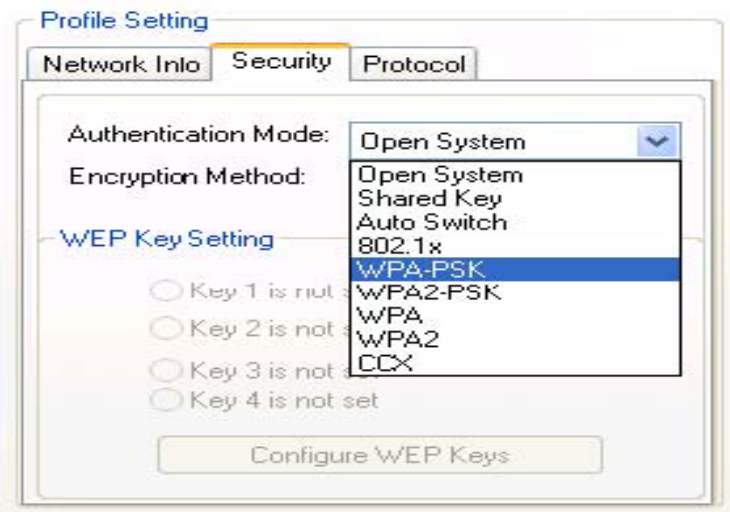 Profile Setting
Network Info Security Protocol
Authentication Mode: Open System
Encryption Method:
Open System
Shared Key
Auto Switch
802.1x
WPA-PSK
WPA2-PSK
WPA
WPA2
CCX
WEP Key Setting
Key 1 is not
Key 2 is not
Key 3 is not
Key 4 is not set
Configure WEP Keys